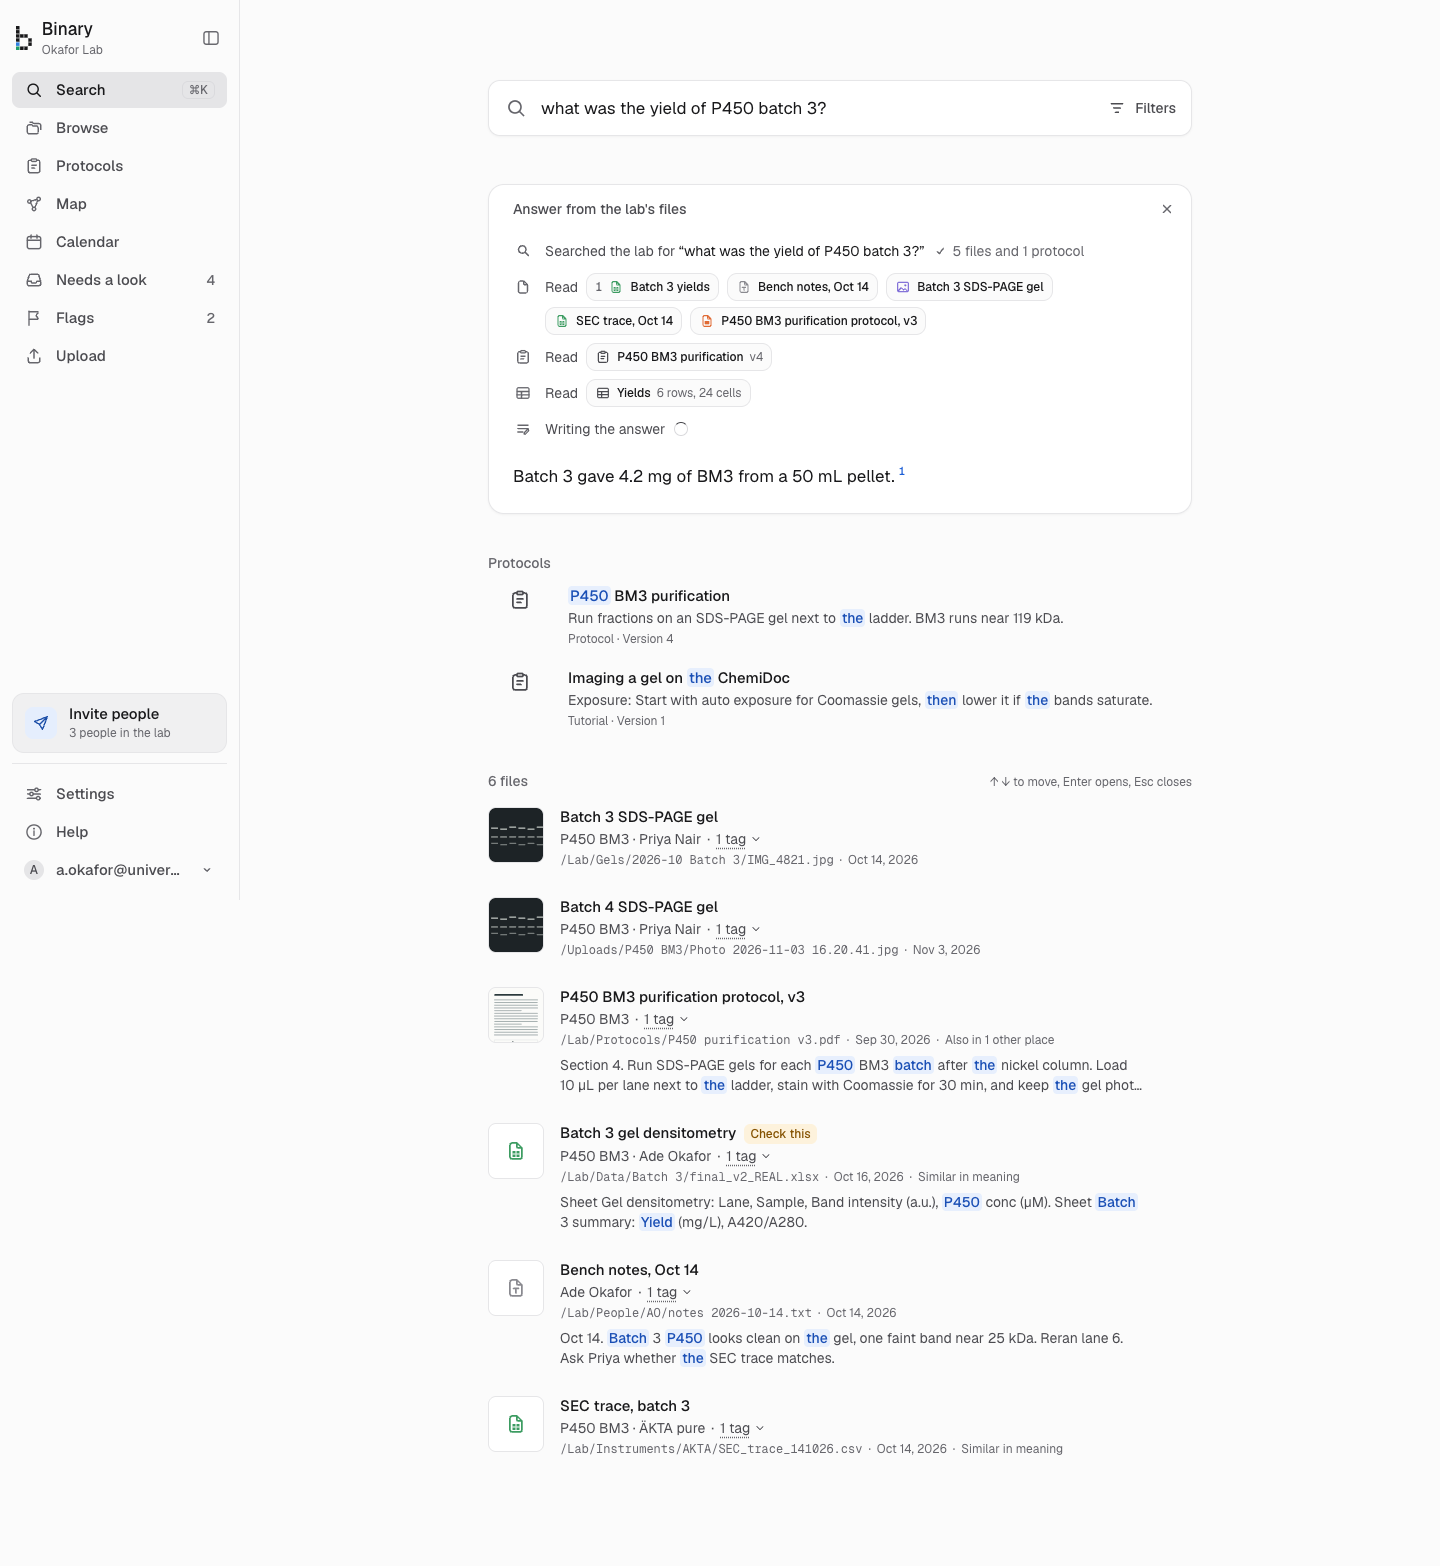 Binary
Okafor Lab
Search ⌘K
Browse
Protocols
Map
Calendar
Needs a look 4
Flags 2
Upload
Invite people
3 people in the lab
Settings
Help
A a.okafor@univer...
what was the yield of P450 batch 3? Filters
Answer from the lab's files
Searched the lab for “what was the yield of P450 batch 3?” ✓ 5 files and 1 protocol
Read 1 Batch 3 yields Bench notes, Oct 14 Batch 3 SDS-PAGE gel
SEC trace, Oct 14 P450 BM3 purification protocol, v3
Read P450 BM3 purification v4
Read Yields 6 rows, 24 cells
Writing the answer
Batch 3 gave 4.2 mg of BM3 from a 50 mL pellet. 1
Protocols
P450 BM3 purification
Run fractions on an SDS-PAGE gel next to the ladder. BM3 runs near 119 kDa.
Protocol · Version 4
Imaging a gel on the ChemiDoc
Exposure: Start with auto exposure for Coomassie gels, then lower it if the bands saturate.
Tutorial · Version 1
6 files ↑↓ to move, Enter opens, Esc closes
Batch 3 SDS-PAGE gel
P450 BM3 · Priya Nair · 1 tag
/Lab/Gels/2026-10 Batch 3/IMG_4821.jpg · Oct 14, 2026
Batch 4 SDS-PAGE gel
P450 BM3 · Priya Nair · 1 tag
/Uploads/P450 BM3/Photo 2026-11-03 16.20.41.jpg · Nov 3, 2026
P450 BM3 purification protocol, v3
P450 BM3 · 1 tag
/Lab/Protocols/P450 purification v3.pdf · Sep 30, 2026 · Also in 1 other place
Section 4. Run SDS-PAGE gels for each P450 BM3 batch after the nickel column. Load
10 µL per lane next to the ladder, stain with Coomassie for 30 min, and keep the gel phot...
Batch 3 gel densitometry Check this
P450 BM3 · Ade Okafor · 1 tag
/Lab/Data/Batch 3/final_v2_REAL.xlsx · Oct 16, 2026 · Similar in meaning
Sheet Gel densitometry: Lane, Sample, Band intensity (a.u.), P450 conc (µM). Sheet Batch
3 summary: Yield (mg/L), A420/A280.
Bench notes, Oct 14
Ade Okafor · 1 tag
/Lab/People/AO/notes 2026-10-14.txt · Oct 14, 2026
Oct 14. Batch 3 P450 looks clean on the gel, one faint band near 25 kDa. Reran lane 6.
Ask Priya whether the SEC trace matches.
SEC trace, batch 3
P450 BM3 · ÄKTA pure · 1 tag
/Lab/Instruments/AKTA/SEC_trace_141026.csv · Oct 14, 2026 · Similar in meaning